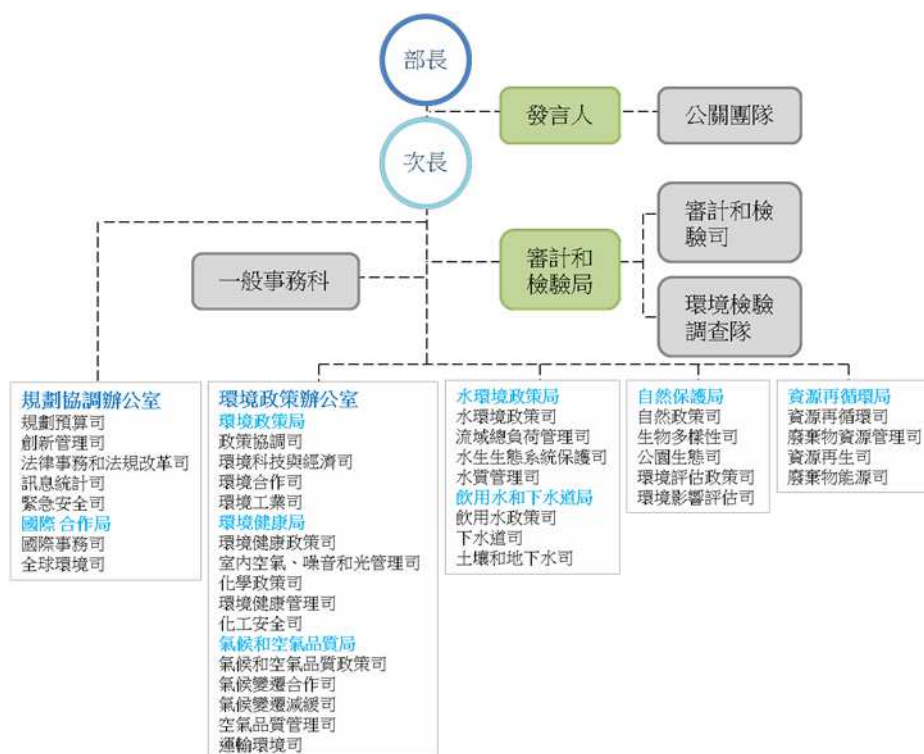 部長
發言人
公關團隊
次長
審計和檢
驗司
一般事務科
審計和
檢驗局
環境檢驗
調查隊
規劃協調辦公室
規劃預算司
創新管理司
法律事務和法規改革司
訊息統計司
緊急安全司
國際合作局
國際事務司
全球環境司
環境政策辦公室
環境政策局
政策協調司
環境科技與經濟司
環境合作司
環境工業司
環境健康局
環境健康政策司
室內空氣、噪音和光管理司
化學政策司
環境健康管理司
化工安全司
氣候和空氣品質局
氣候和空氣品質政策司
氣候變遷合作司
氣候變遷減緩司
空氣品質管理司
運輸環境司
水環境政策局
水環境政策司
流域總負荷管理司
水生生態系統保護司
水質管理司
飲用水和下水道局
飲用水政策司
下水道司
土壤和地下水司
自然保護局
自然政策司
生物多樣性司
公園生態司
環境評估政策司
環境影響評估司
資源再循環局
資源再循環司
廢棄物資源管理司
資源再生司
廢棄物能源司